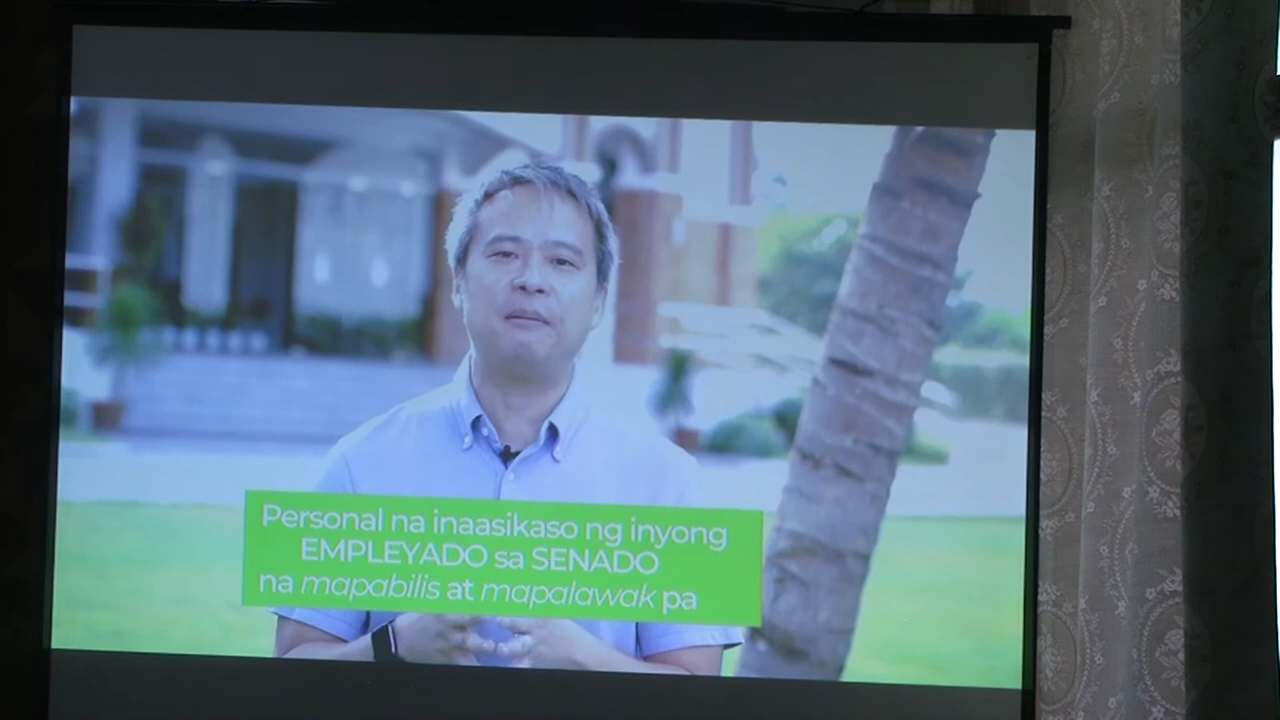 Personal na inaasikaso ng inyong
EMPLEYADO sa SENADO
na mapabilis at mapalawak pa